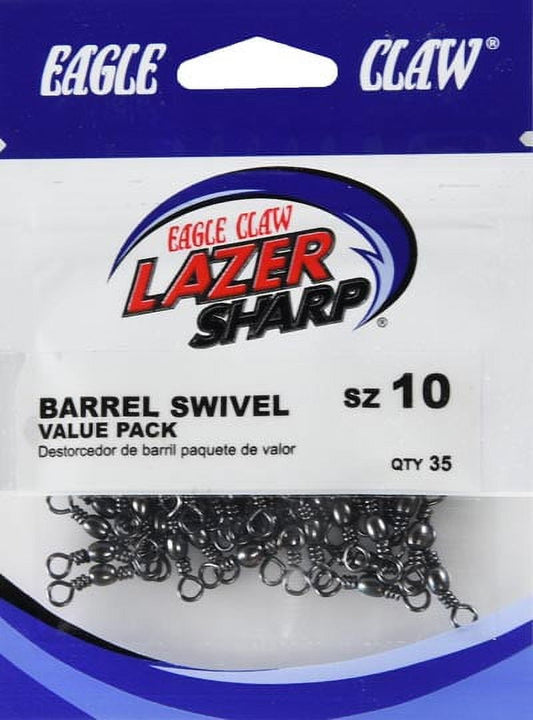 EAGLE CLAW®
EAGLE CLAW
LAZER
SHARP®
BARREL SWIVEL
VALUE PACK
Destorcedor de barril paquete de valor
SZ 10
QTY 35